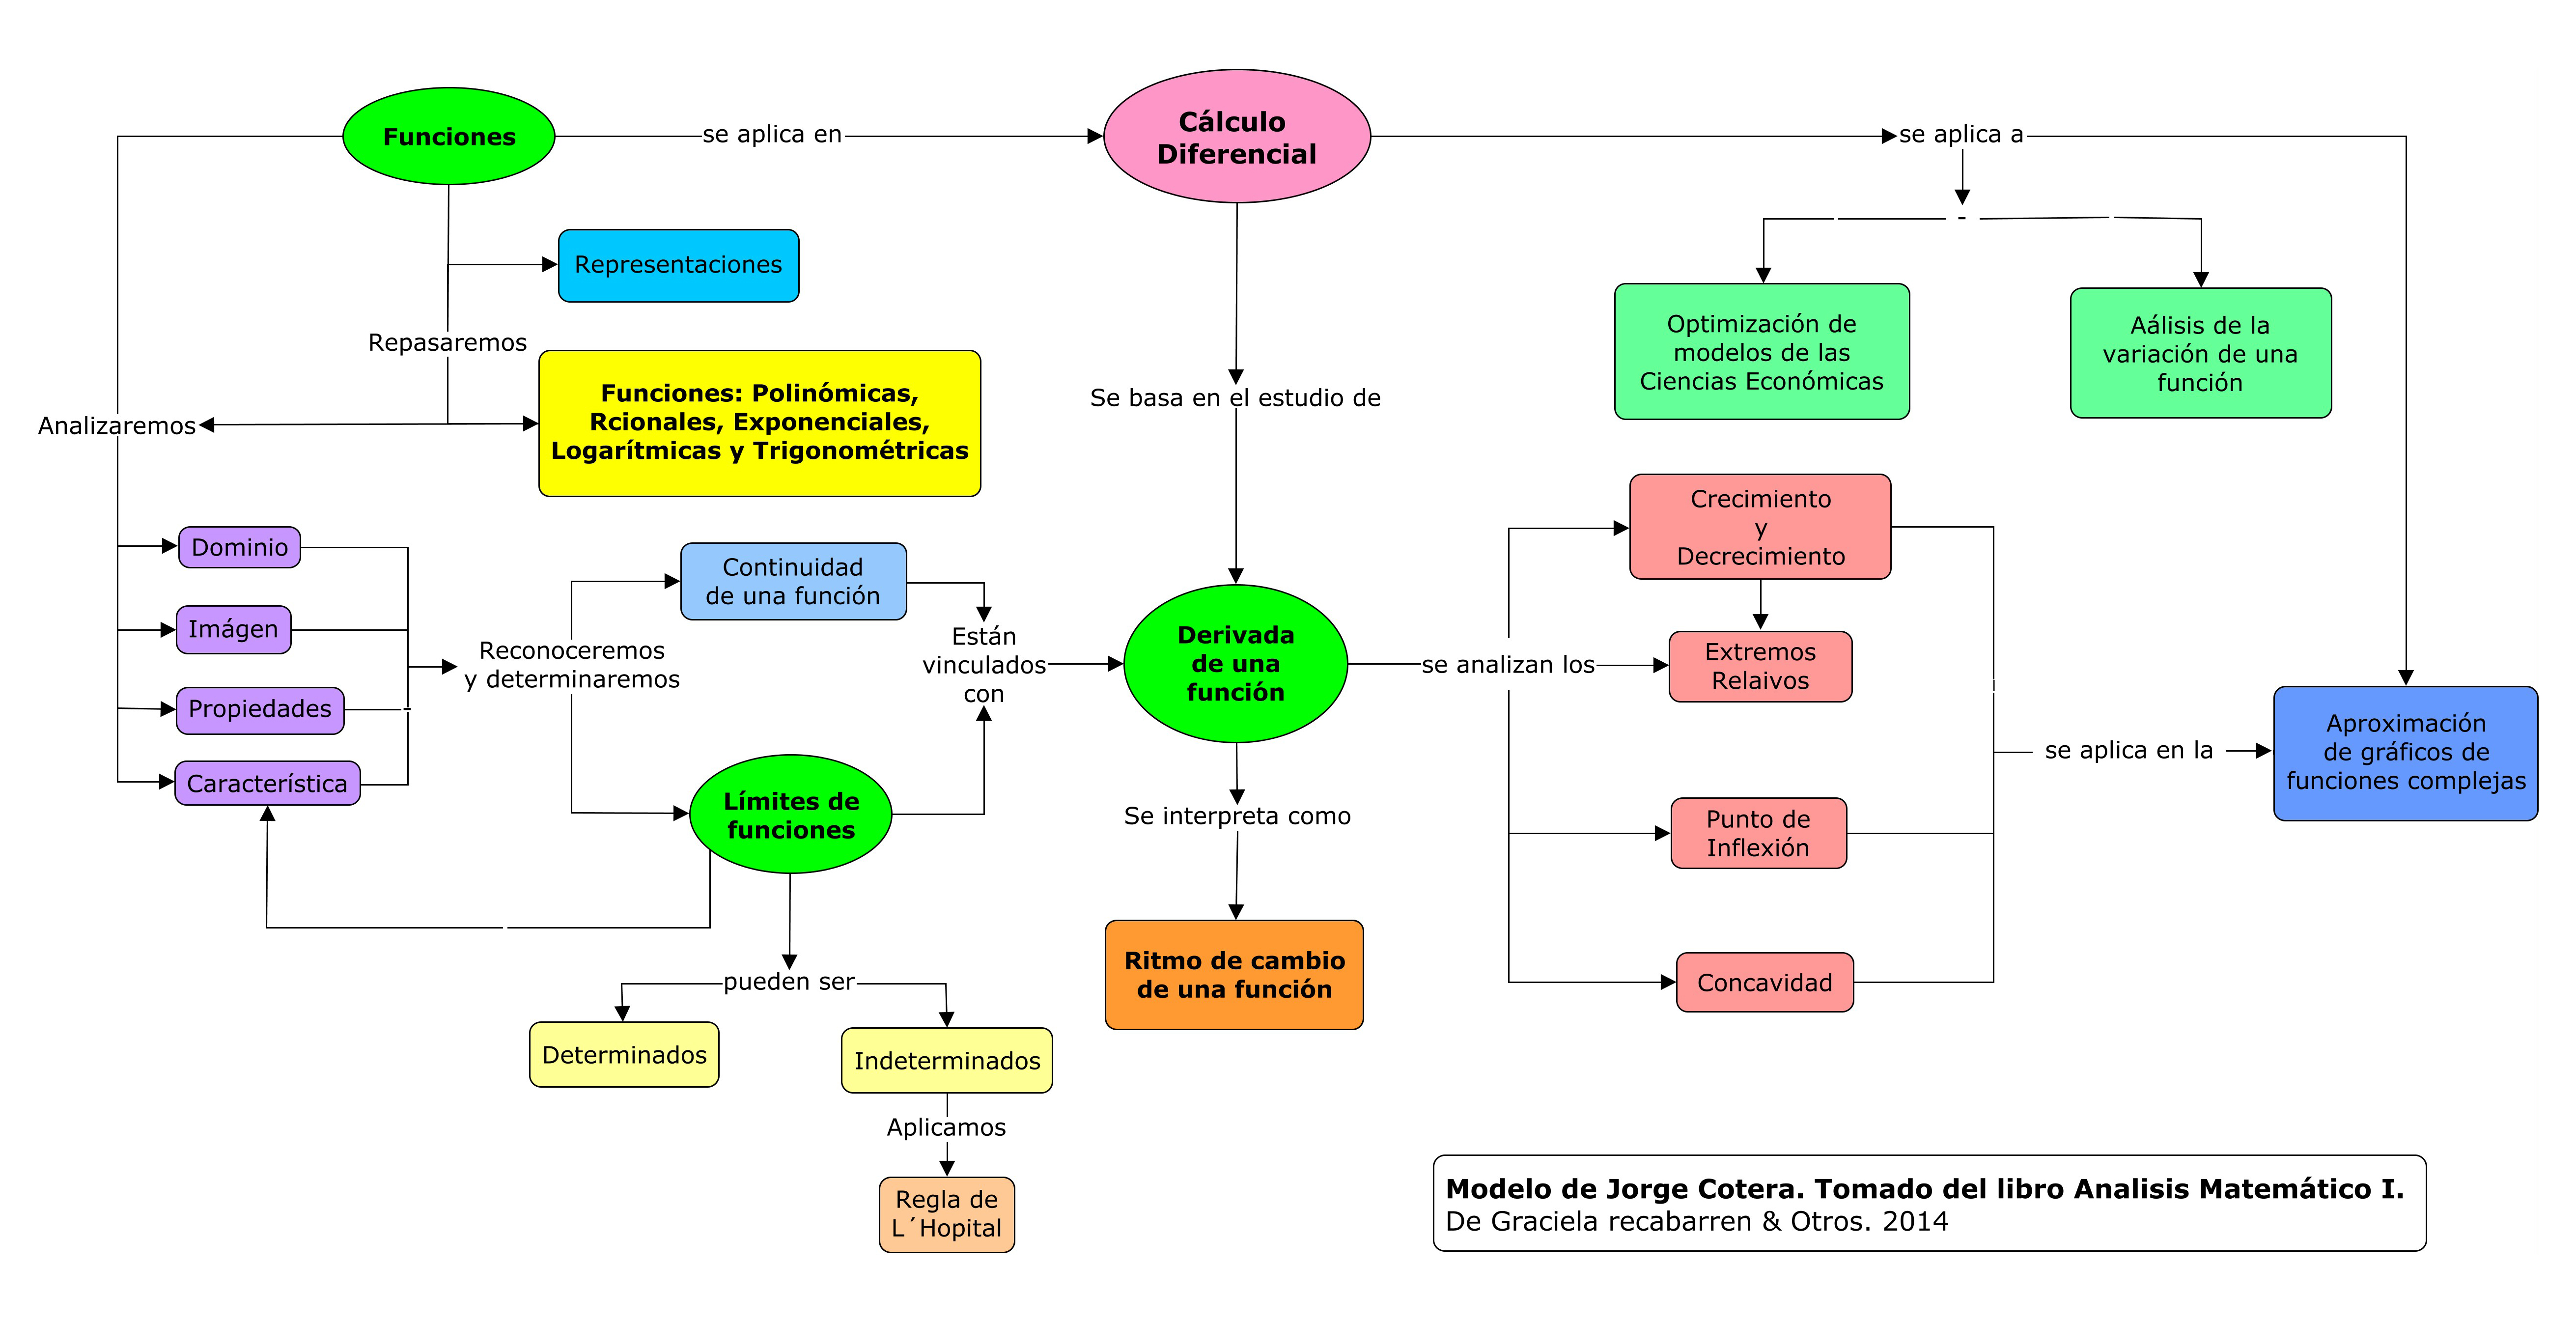 Funciones
se aplica en
Cálculo
Diferencial
se aplica a
-
Representaciones
Repasaremos
Funciones: Polinómicas,
Rcionales, Exponenciales,
Logarítmicas y Trigonométricas
Analizaremos
Se basa en el estudio de
Optimización de
modelos de las
Ciencias Económicas
Aálisis de la
variación de una
función
Dominio
Imágen
Propiedades
-
Característica
Reconoceremos
y determinaremos
Continuidad
de una función
Están
vinculados
con
Límites de
funciones
Derivada
de una
función
se analizan los
Crecimiento
y
Decrecimiento
Extremos
Relaivos
Punto de
Inflexión
Concavidad
se aplica en la
Aproximación
de gráficos de
funciones complejas
Se interpreta como
Ritmo de cambio
de una función
pueden ser
Determinados
Indeterminados
Aplicamos
Regla de
L´Hopital
Modelo de Jorge Cotera. Tomado del libro Analisis Matemático I.
De Graciela recabarren & Otros. 2014